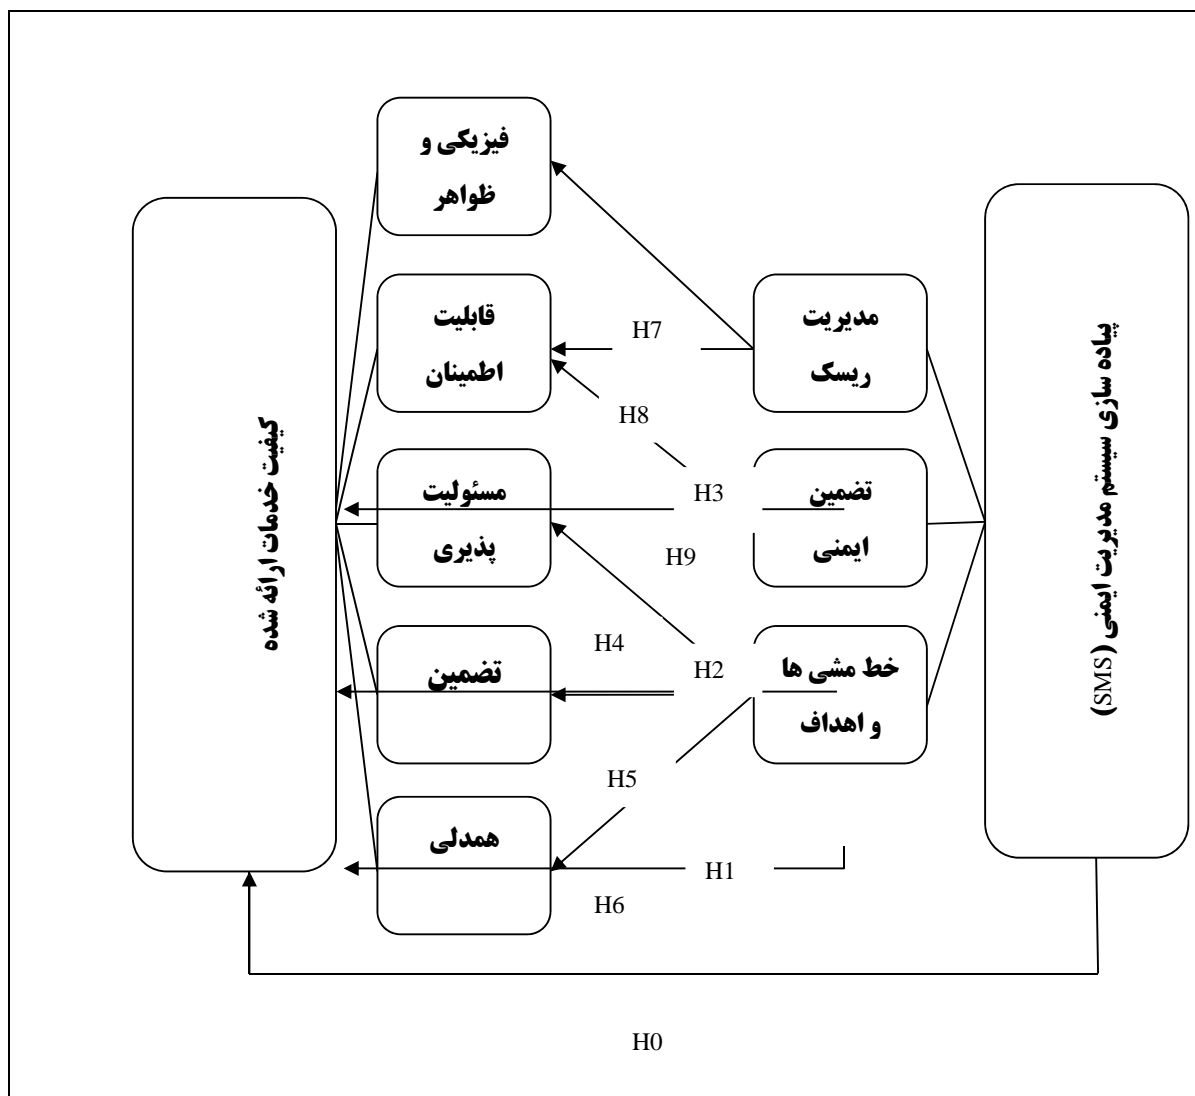 فیزیکی و
ظواهر
قابلیت
اطمینان
مسئولیت
پذیری
تضمین
همدلی
مدیریت
ریسک
تضمین
ایمنی
خط مشی ها
و اهداف
پیاده سازی سیستم مدیریت ایمنی (SMS)
کیفیت خدمات ارائه شده
H7
H8
H3
H9
H4
H2
H5
H1
H6
H0